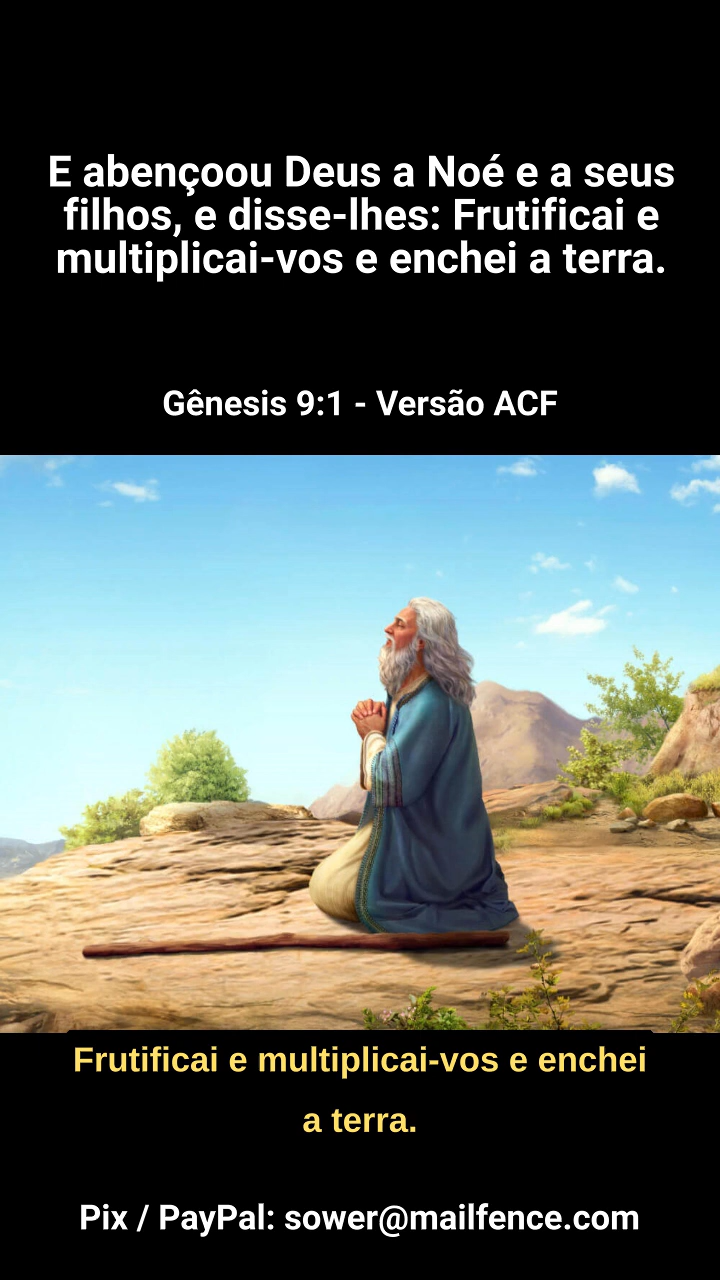 E abençoou Deus a Noé e a seus
filhos, e disse-lhes: Frutificai e
multiplicai-vos e enchei a terra.
Gênesis 9:1 - Versão ACF
Frutificai e multiplicai-vos e enchei
a terra.
Pix / PayPal: sower@mailfence.com